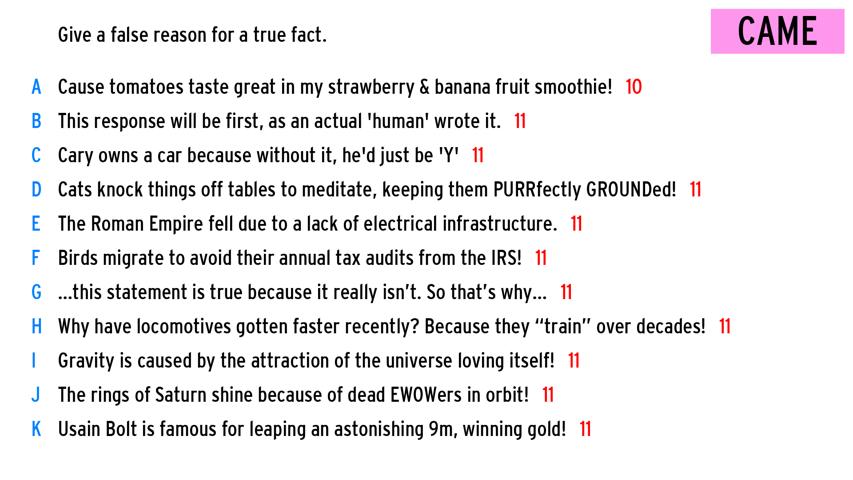 Give a false reason for a true fact.
CAME
A Cause tomatoes taste great in my strawberry & banana fruit smoothie! 10
B This response will be first, as an actual 'human' wrote it. 11
C Cary owns a car because without it, he'd just be 'Y' 11
D Cats knock things off tables to meditate, keeping them PURRfectly GROUNDed! 11
E The Roman Empire fell due to a lack of electrical infrastructure. 11
F Birds migrate to avoid their annual tax audits from the IRS! 11
G ...this statement is true because it really isn’t. So that’s why... 11
H Why have locomotives gotten faster recently? Because they “train” over decades! 11
I Gravity is caused by the attraction of the universe loving itself! 11
J The rings of Saturn shine because of dead EWOWers in orbit! 11
K Usain Bolt is famous for leaping an astonishing 9m, winning gold! 11